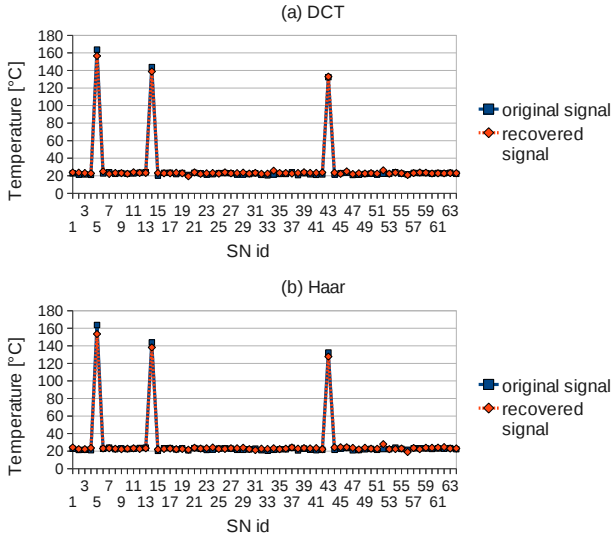 (a) DCT
Temperature [°C]
180
160
140
120
100
80
60
40
20
0
3 7 11 15 19 23 27 31 35 39 43 47 51 55 59 63
1 5 9 13 17 21 25 29 33 37 41 45 49 53 57 61
SN id
original signal
recovered
signal
(b) Haar
Temperature [°C]
180
160
140
120
100
80
60
40
20
0
3 7 11 15 19 23 27 31 35 39 43 47 51 55 59 63
1 5 9 13 17 21 25 29 33 37 41 45 49 53 57 61
SN id
original signal
recovered
signal